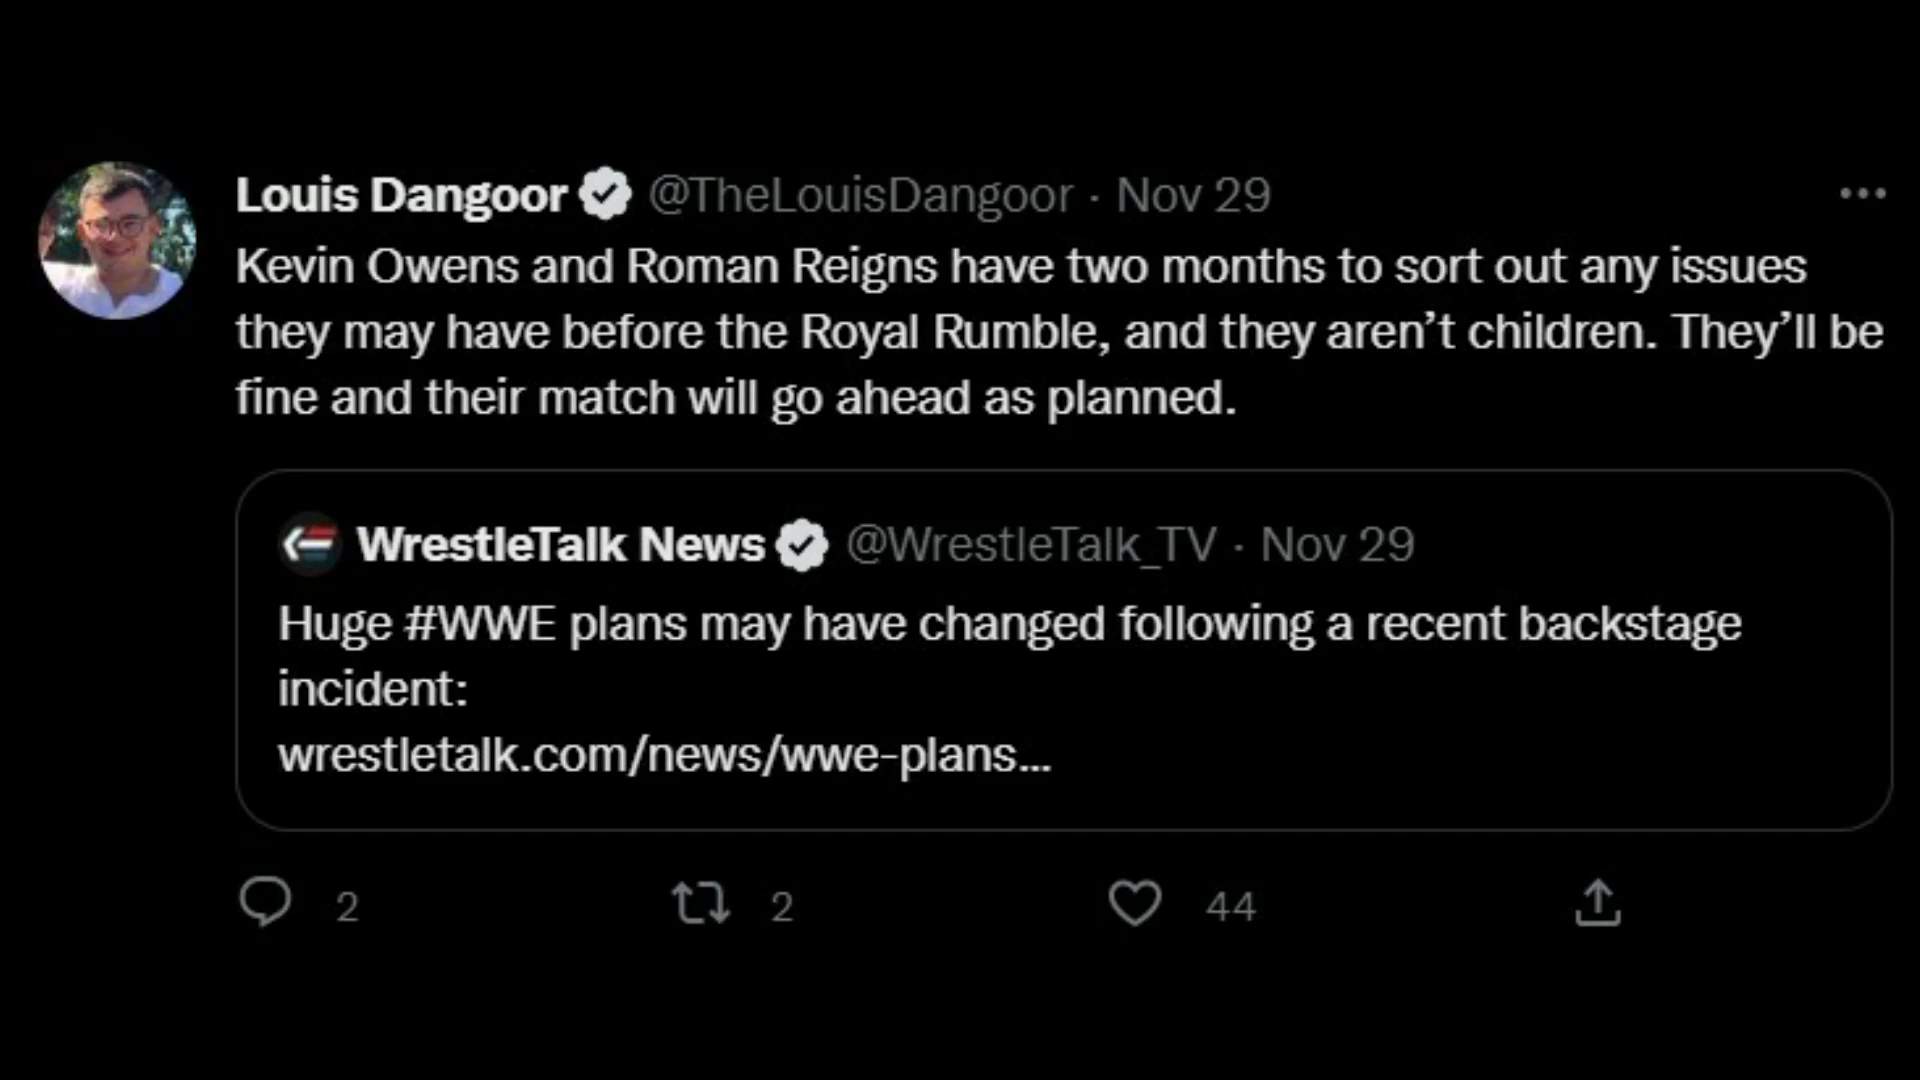 Louis Dangoor @TheLouisDangoor · Nov 29
Kevin Owens and Roman Reigns have two months to sort out any issues
they may have before the Royal Rumble, and they aren’t children. They’ll be
fine and their match will go ahead as planned.
WrestleTalk News @WrestleTalk_TV · Nov 29
Huge #WWE plans may have changed following a recent backstage
incident:
wrestletalk.com/news/wwe-plans...
2 2 44